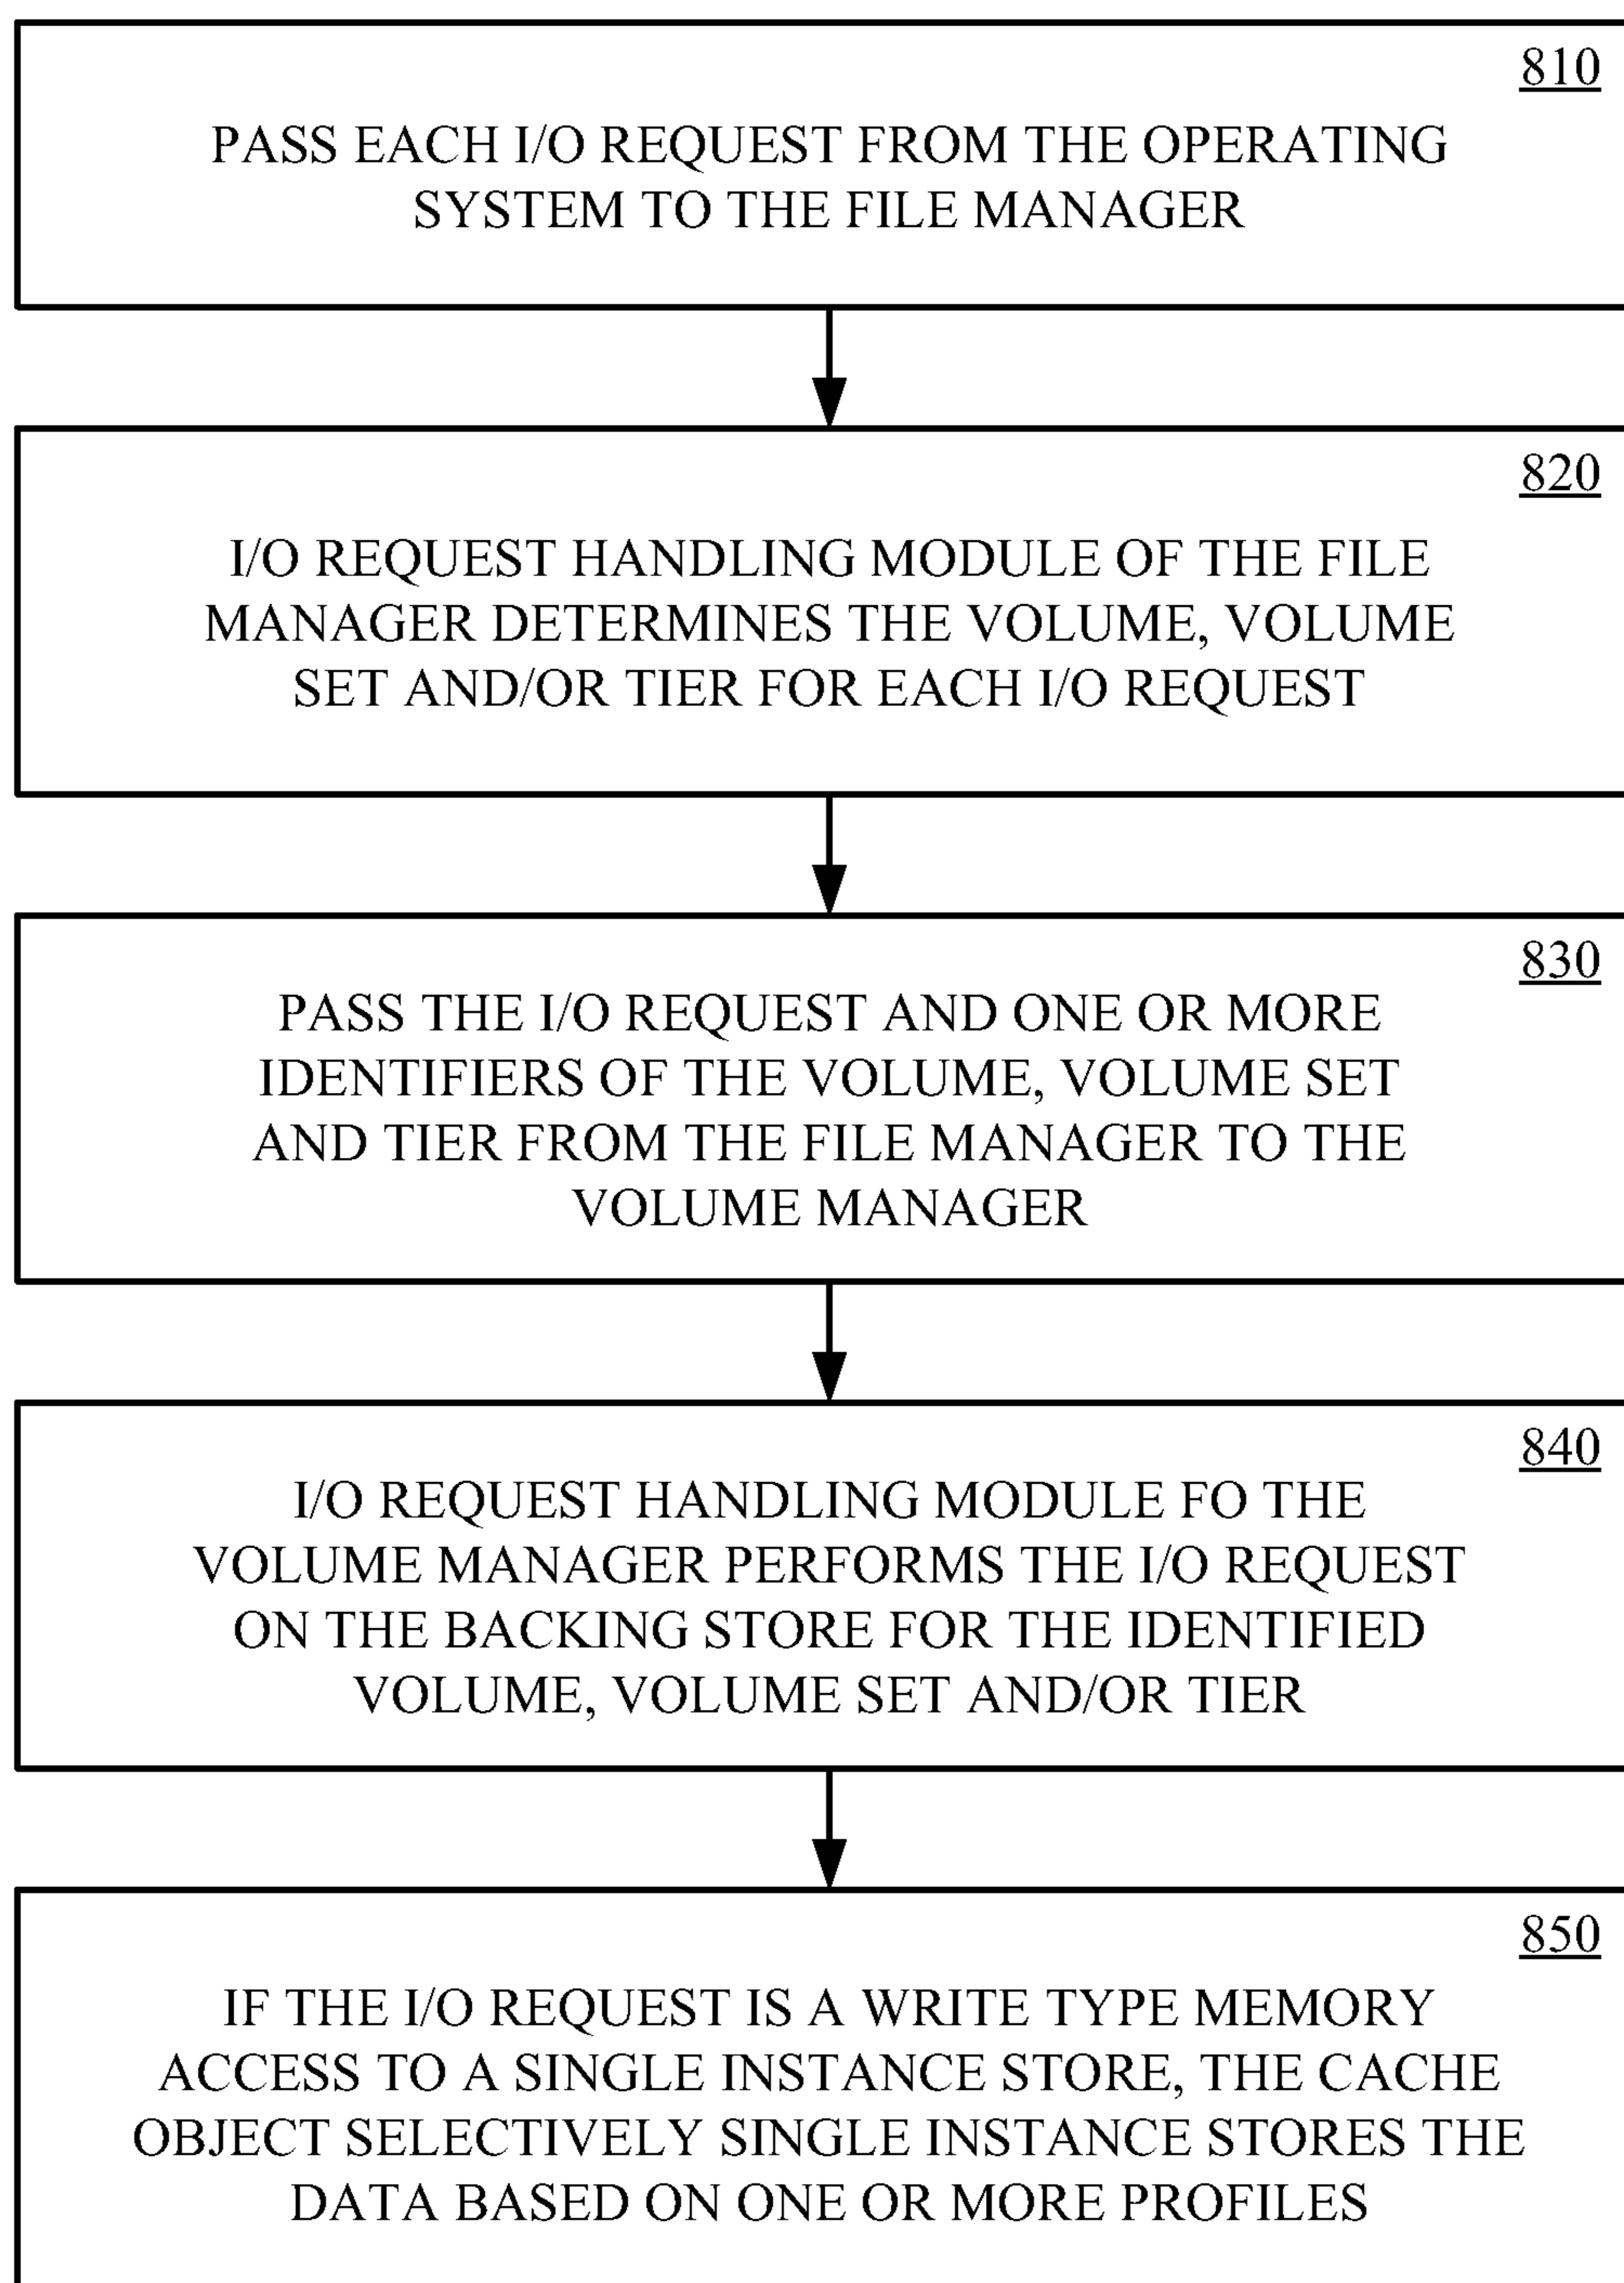 810
PASS EACH I/O REQUEST FROM THE OPERATING
SYSTEM TO THE FILE MANAGER
820
I/O REQUEST HANDLING MODULE OF THE FILE
MANAGER DETERMINES THE VOLUME, VOLUME
SET AND/OR TIER FOR EACH I/O REQUEST
830
PASS THE I/O REQUEST AND ONE OR MORE
IDENTIFIERS OF THE VOLUME, VOLUME SET
AND TIER FROM THE FILE MANAGER TO THE
VOLUME MANAGER
840
I/O REQUEST HANDLING MODULE FO THE
VOLUME MANAGER PERFORMS THE I/O REQUEST
ON THE BACKING STORE FOR THE IDENTIFIED
VOLUME, VOLUME SET AND/OR TIER
850
IF THE I/O REQUEST IS A WRITE TYPE MEMORY
ACCESS TO A SINGLE INSTANCE STORE, THE CACHE
OBJECT SELECTIVELY SINGLE INSTANCE STORES THE
DATA BASED ON ONE OR MORE PROFILES